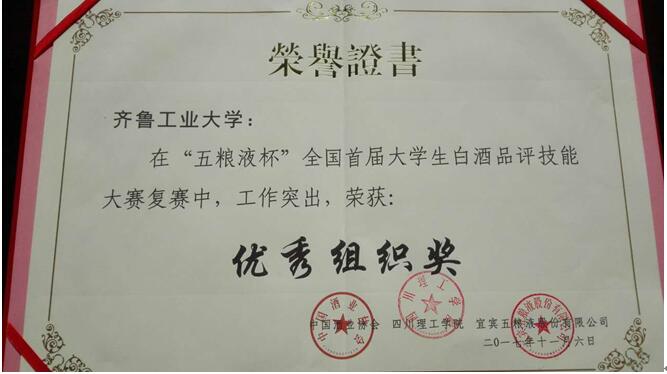 榮譽證書
齐鲁工业大学：
在“五粮液杯”全国首届大学生白酒品评技能
大赛复赛中，工作突出，荣获：
优秀组织奖
中国酒业协会 四川理工学院 宜宾五粮液股份有限公司
二〇一七年十一月六日